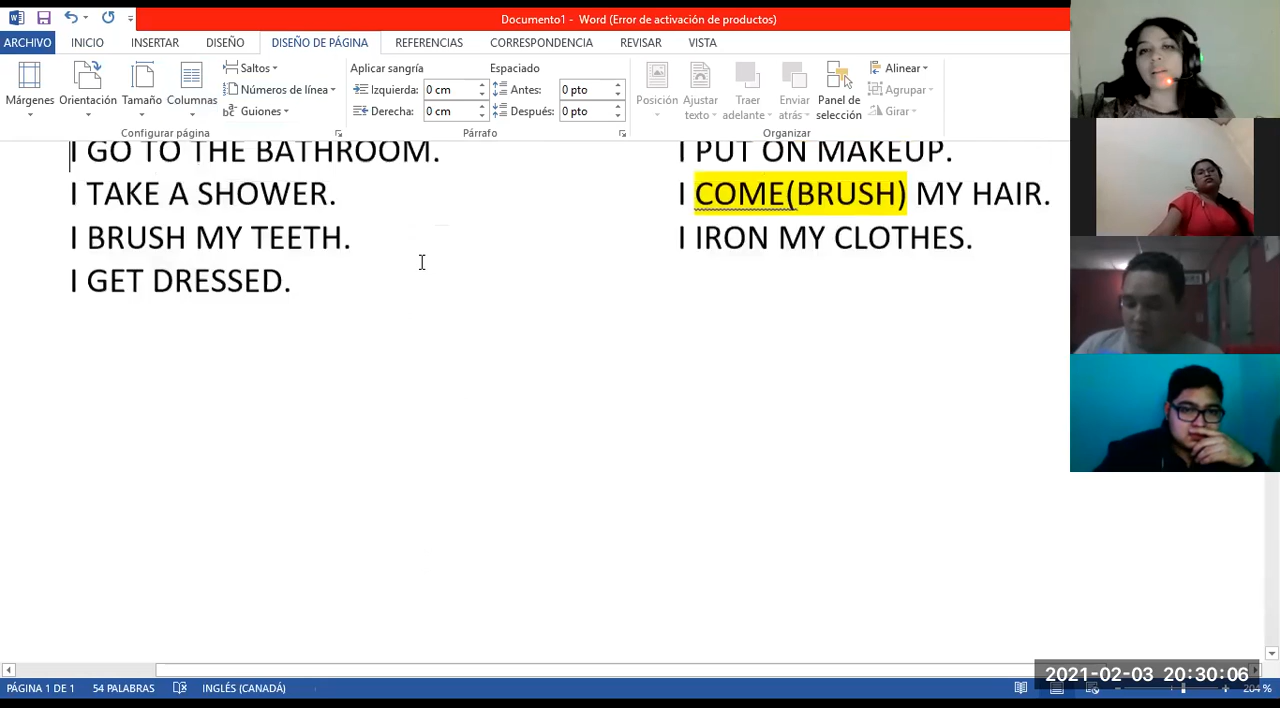 Documento1 - Word (Error de activación de productos)
ARCHIVO INICIO INSERTAR DISEÑO DISEÑO DE PÁGINA REFERENCIAS CORRESPONDENCIA REVISAR VISTA
Márgenes
Orientación
Tamaño
Columnas
Saltos
Números de línea
Guiones
Configurar página
Aplicar sangría
Izquierda: 0 cm
Derecha: 0 cm
Espaciado
Antes: 0 pto
Después: 0 pto
Párrafo
Posición
Ajustar texto
Traer adelante
Enviar atrás
Panel de selección
Alinear
Agrupar
Girar
Organizar
I GO TO THE BATHROOM.
I TAKE A SHOWER.
I BRUSH MY TEETH.
I GET DRESSED.
I PUT ON MAKEUP.
I COME(BRUSH) MY HAIR.
I IRON MY CLOTHES.
2021-02-03 20:30:06
PÁGINA 1 DE 1 54 PALABRAS INGLÉS (CANADÁ) 204 %